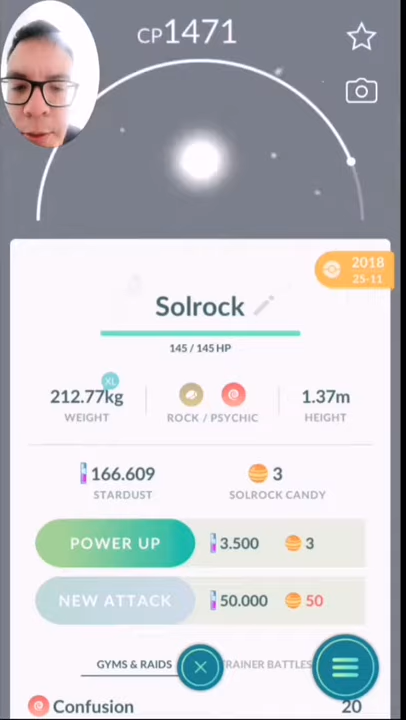 CP1471
2018
25-11
Solrock
145 / 145 HP
XL
212.77kg
WEIGHT
ROCK / PSYCHIC
1.37m
HEIGHT
166.609
STARDUST
3
SOLROCK CANDY
POWER UP 3.500 3
NEW ATTACK 50.000 50
GYMS & RAIDS TRAINER BATTLES
Confusion 20